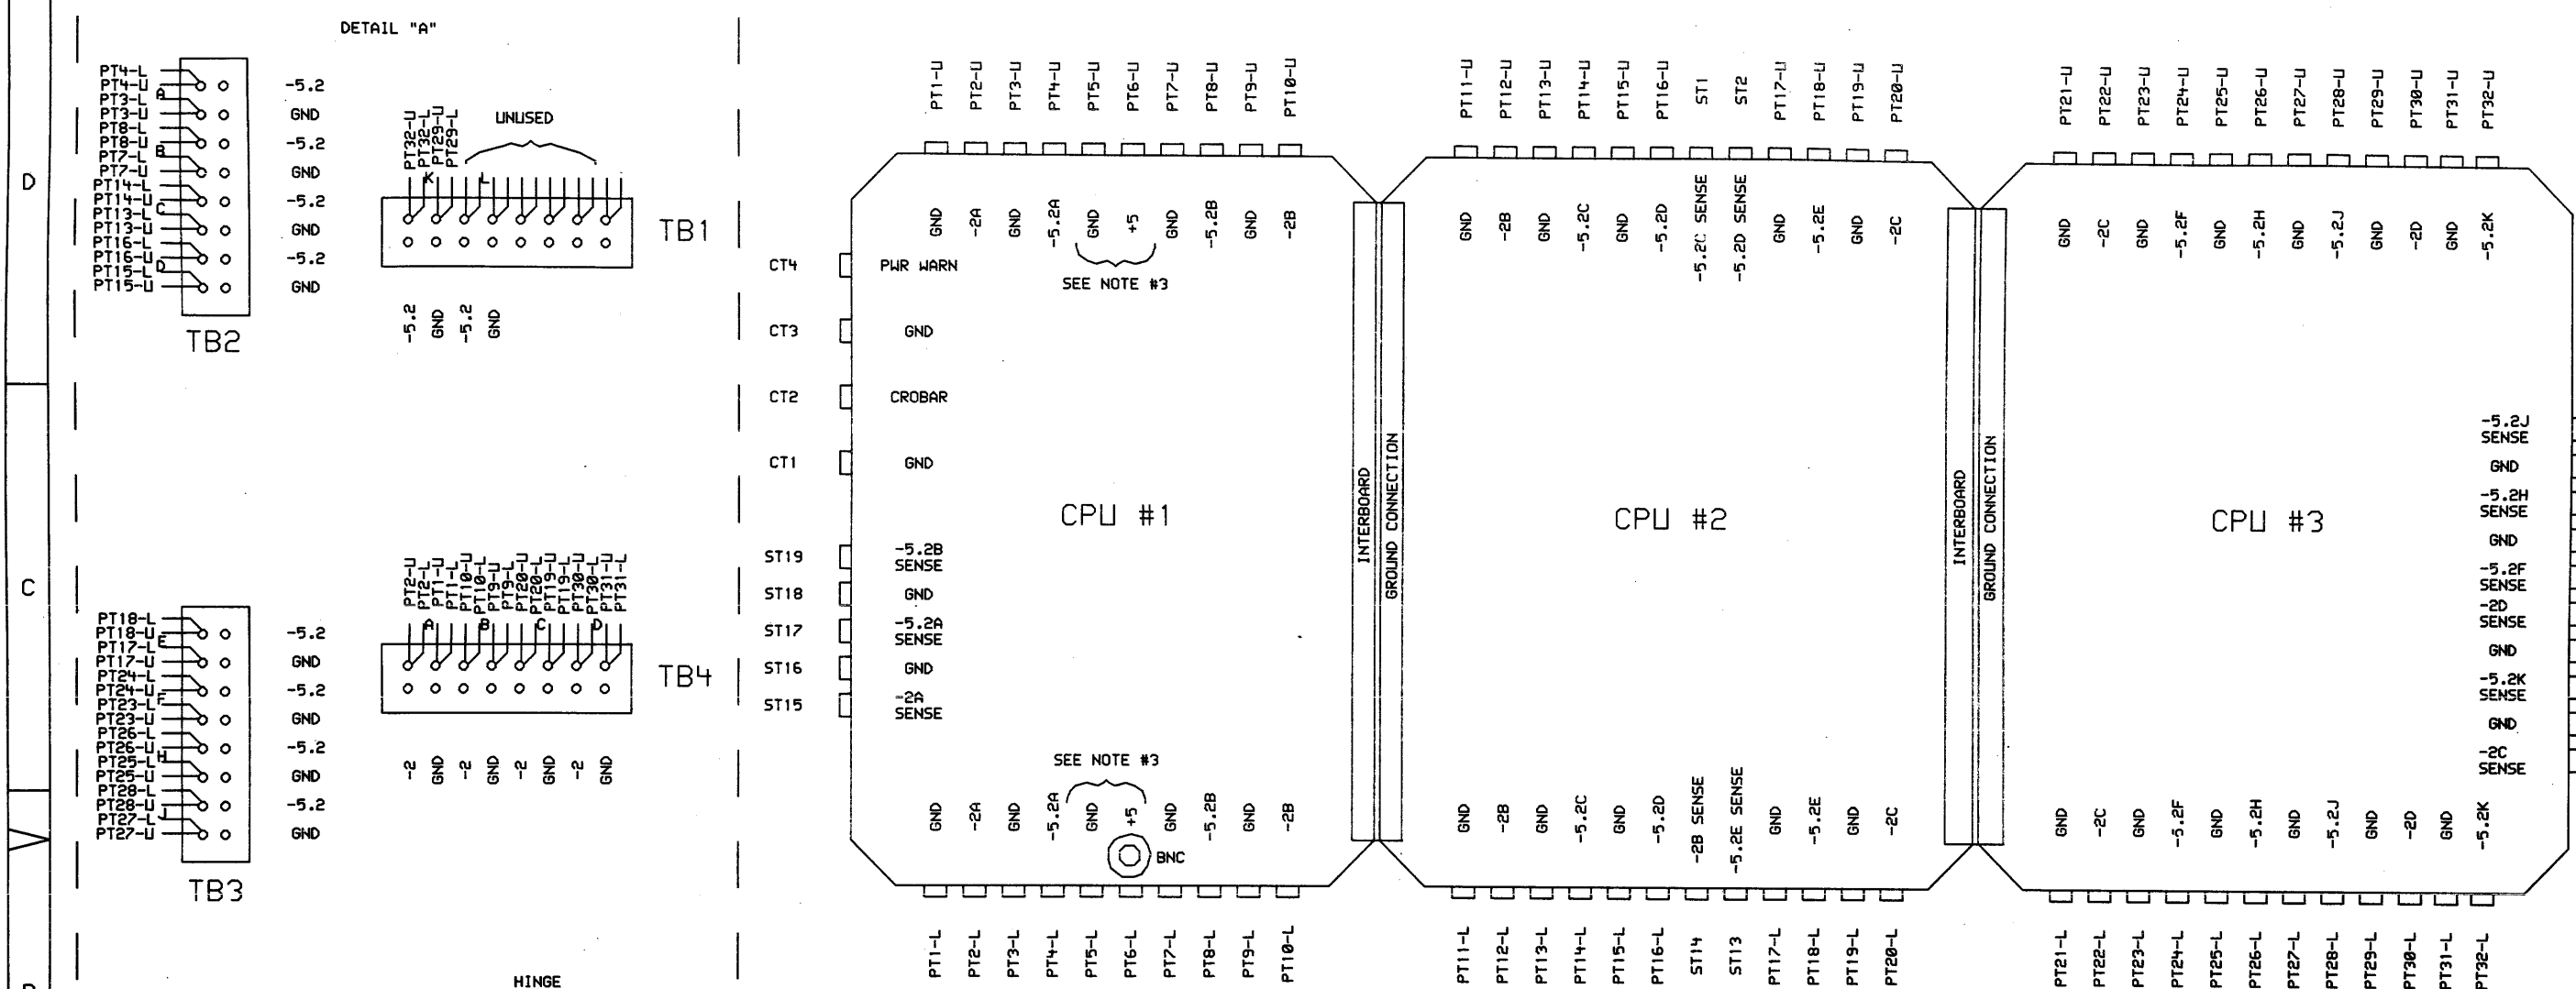 DETAIL "A"
D
C
PT4-L
PT4-U
A
PT3-L
PT3-U
PT8-L
PT8-U
B
PT7-L
PT7-U
PT14-L
PT14-U
C
PT13-L
PT13-U
PT16-L
PT16-U
D
PT15-L
PT15-U
-5.2
GND
-5.2
GND
-5.2
GND
-5.2
GND
TB2
PT32-U
PT32-L
PT29-U
PT29-L
UNUSED
K
L
TB1
-5.2
GND
-5.2
GND
PT18-L
PT18-U
E
PT17-L
PT17-U
PT24-L
PT24-U
F
PT23-L
PT23-U
PT26-L
PT26-U
H
PT25-L
PT25-U
PT28-L
PT28-U
J
PT27-L
PT27-U
-5.2
GND
-5.2
GND
-5.2
GND
-5.2
GND
TB3
PT2-U
PT2-L
PT1-U
PT1-L
PT10-U
PT10-L
PT9-U
PT9-L
PT20-U
PT20-L
PT19-U
PT19-L
PT30-U
PT30-L
PT31-U
PT31-L
A
B
C
D
TB4
-2
GND
-2
GND
-2
GND
-2
GND
HINGE
PT1-U
PT2-U
PT3-U
PT4-U
PT5-U
PT6-U
PT7-U
PT8-U
PT9-U
PT10-U
GND
-2A
GND
-5.2A
GND
+5
GND
-5.2B
GND
-2B
SEE NOTE #3
CT4
PWR WARN
CT3
GND
CT2
CROBAR
CT1
GND
CPU #1
ST19
-5.2B
SENSE
ST18
GND
ST17
-5.2A
SENSE
ST16
GND
ST15
-2A
SENSE
SEE NOTE #3
GND
-2A
GND
-5.2A
GND
+5
GND
-5.2B
GND
-2B
BNC
PT1-L
PT2-L
PT3-L
PT4-L
PT5-L
PT6-L
PT7-L
PT8-L
PT9-L
PT10-L
INTERBOARD
GROUND CONNECTION
PT11-U
PT12-U
PT13-U
PT14-U
PT15-U
PT16-U
ST1
ST2
PT17-U
PT18-U
PT19-U
PT20-U
GND
-2B
GND
-5.2C
GND
-5.2D
-5.2C SENSE
-5.2D SENSE
GND
-5.2E
GND
-2C
CPU #2
GND
-2B
GND
-5.2C
GND
-5.2D
-2B SENSE
-5.2E SENSE
GND
-5.2E
GND
-2C
PT11-L
PT12-L
PT13-L
PT14-L
PT15-L
PT16-L
ST14
ST13
PT17-L
PT18-L
PT19-L
PT20-L
INTERBOARD
GROUND CONNECTION
PT21-U
PT22-U
PT23-U
PT24-U
PT25-U
PT26-U
PT27-U
PT28-U
PT29-U
PT30-U
PT31-U
PT32-U
GND
-2C
GND
-5.2F
GND
-5.2H
GND
-5.2J
GND
-2D
GND
-5.2K
CPU #3
-5.2J
SENSE
GND
-5.2H
SENSE
GND
-5.2F
SENSE
-2D
SENSE
GND
-5.2K
SENSE
GND
-2C
SENSE
GND
-2C
GND
-5.2F
GND
-5.2H
GND
-5.2J
GND
-2D
GND
-5.2K
PT21-L
PT22-L
PT23-L
PT24-L
PT25-L
PT26-L
PT27-L
PT28-L
PT29-L
PT30-L
PT31-L
PT32-L